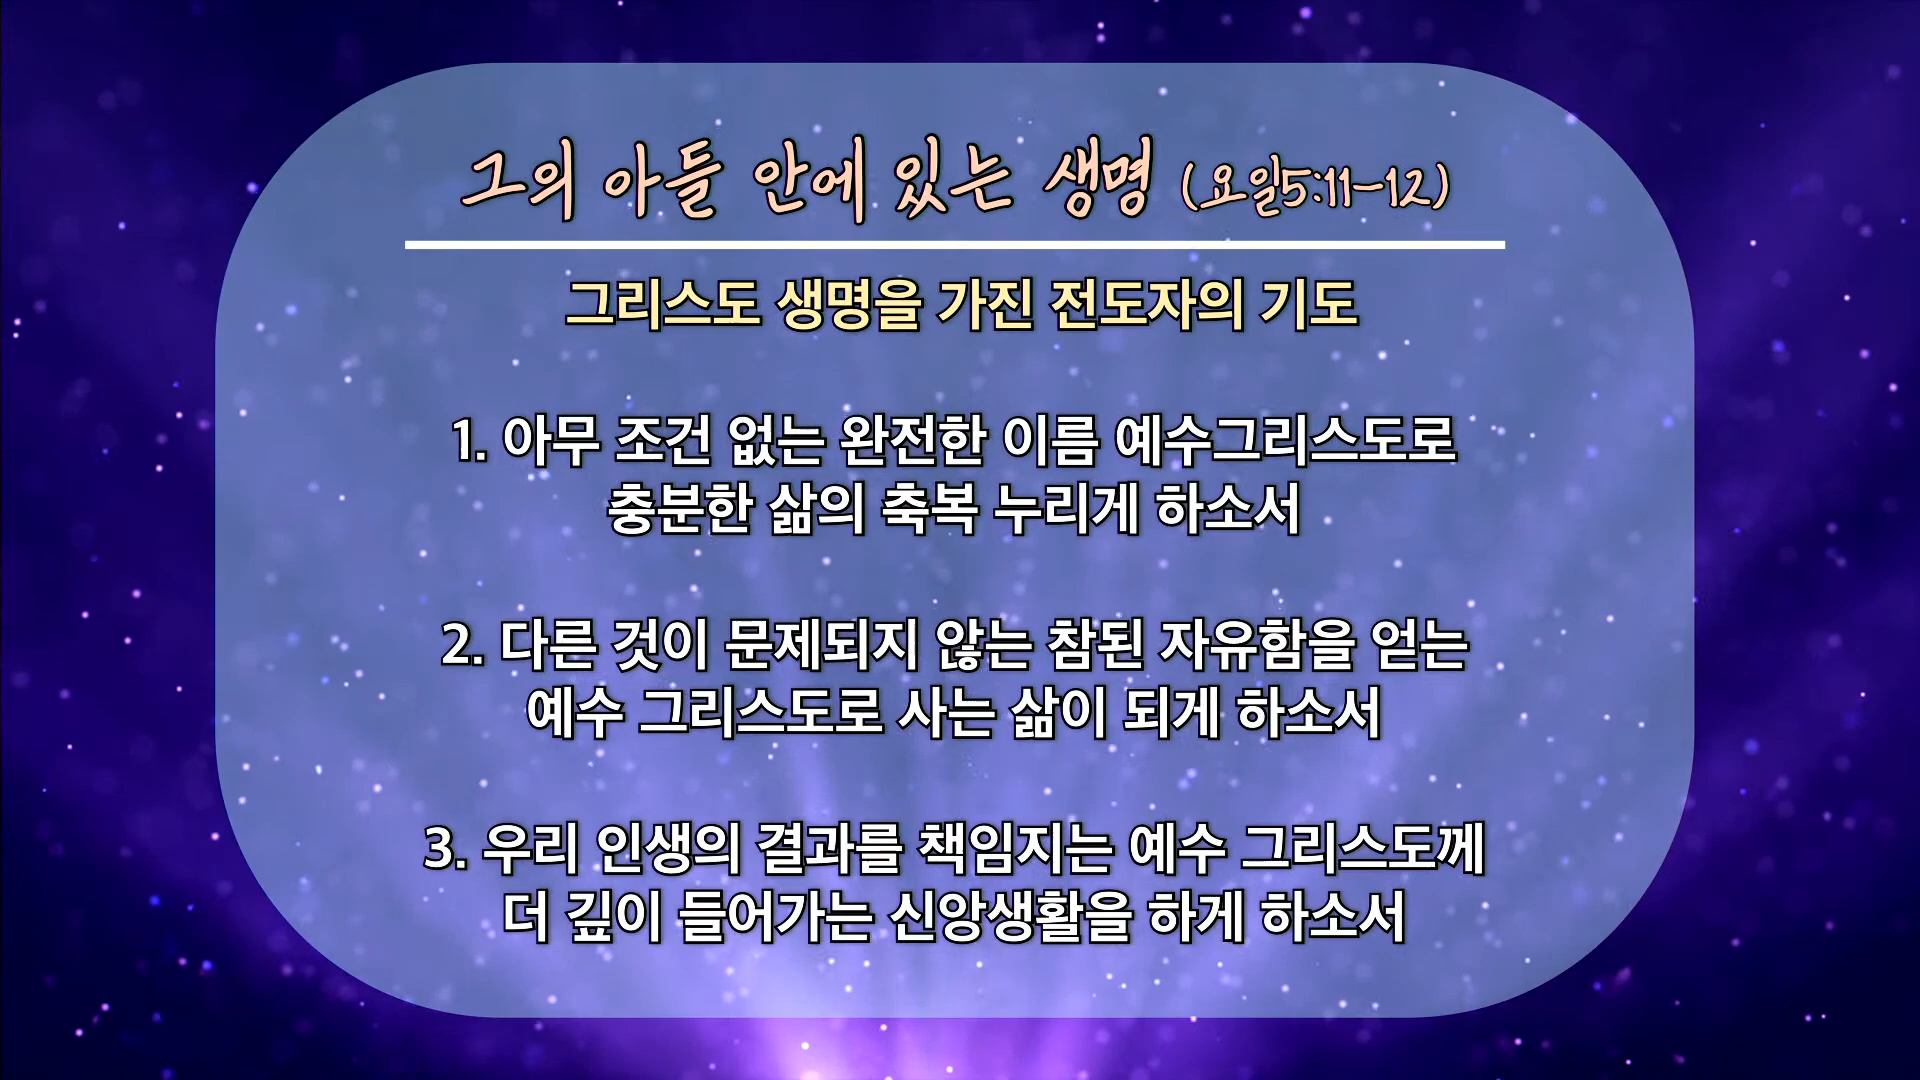 그의 아들 안에 있는 생명 (요일5:11-12)
그리스도 생명을 가진 전도자의 기도
1. 아무 조건 없는 완전한 이름 예수그리스도로
충분한 삶의 축복 누리게 하소서
2. 다른 것이 문제되지 않는 참된 자유함을 얻는
예수 그리스도로 사는 삶이 되게 하소서
3. 우리 인생의 결과를 책임지는 예수 그리스도께
더 깊이 들어가는 신앙생활을 하게 하소서